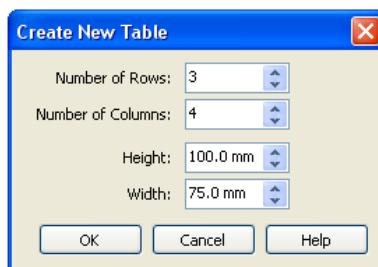 Create New Table
Number of Rows: 3
Number of Columns: 4
Height: 100.0 mm
Width: 75.0 mm
OK Cancel Help